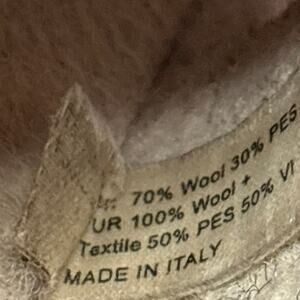 70% Wool 30% PES
UR 100% Wool +
Textile 50% PES 50% VI
MADE IN ITALY